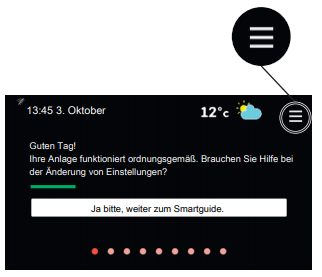 13:45 3. Oktober
12°c
Guten Tag!
Ihre Anlage funktioniert ordnungsgemäß. Brauchen Sie Hilfe bei
der Änderung von Einstellungen?
Ja bitte, weiter zum Smartguide.